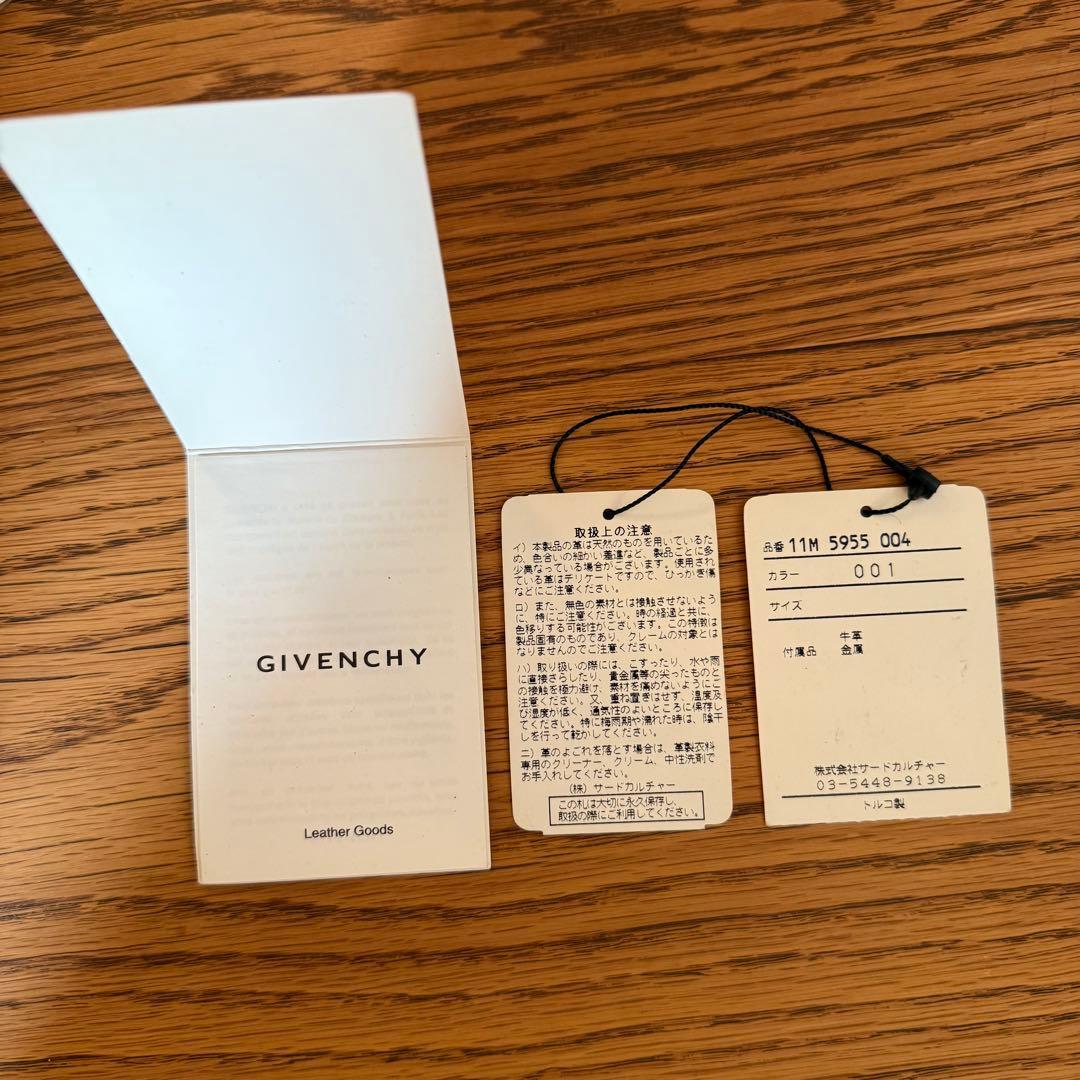 GIVENCHY
Leather Goods
取扱上の注意
イ）本製品の革は天然のものを用いているた
め、色合いの細かい差違など、製品ごとに多
少異なっている場合がございます。使用され
ている革はデリケートですので、ひっかき傷
などにご注意ください。
ロ）また、無色の素材とは接触させないよう
に、特にご注意ください。時の経過と共に、
色移りする可能性がございます。この特徴は
製品固有のものであり、クレームの対象とは
なりませんのでご注意ください。
ハ）取り扱いの際には、こすったり、水や雨
に直接さらしたり、貴金属等の尖ったものと
の接触を極力避け、素材を痛めないようにご
注意ください。又、重ね置きはせず、温度及
び湿度が低く、通気性のよいところに保存し
てください。特に梅雨期や濡れた時は、陰干
しを行って乾かしてください。
ニ）革のよごれを落とす場合は、革製衣料
専用のクリーナー、クリーム、中性洗剤で
お手入れしてください。
（株）サードカルチャー
この札は大切に永久保存し、
取扱の際にご利用してください。
品番 11M 5955 004
カラー 001
サイズ
牛革
付属品 金属
株式会社サードカルチャー
03-5448-9138
トルコ製